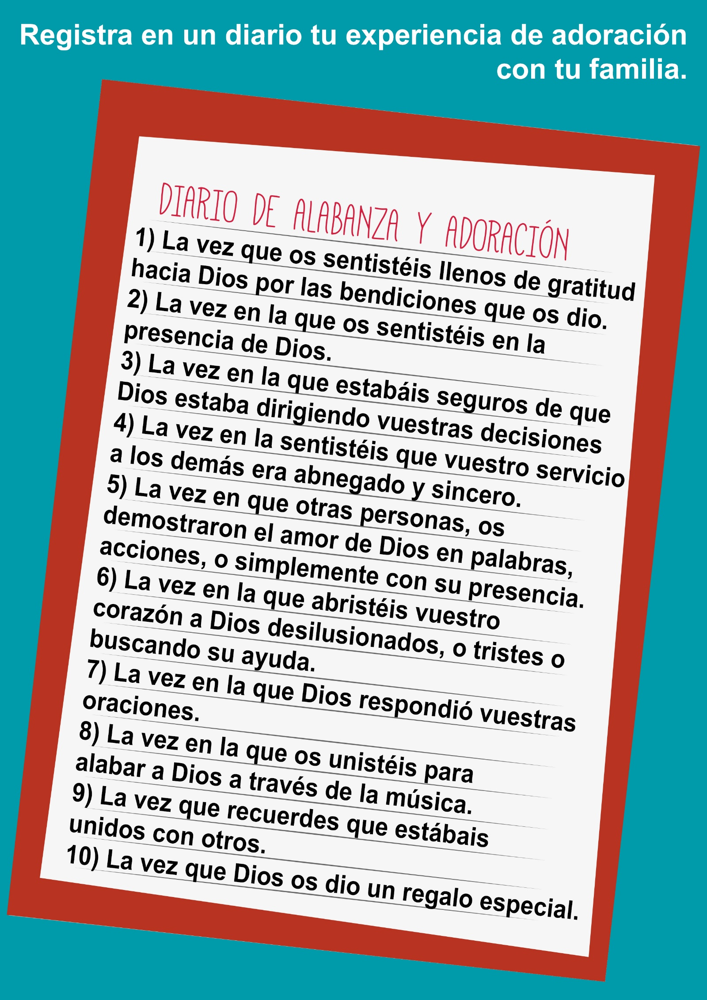 Registra en un diario tu experiencia de adoración
con tu familia.
DIARIO DE ALABANZA Y ADORACIÓN
1) La vez que os sentistéis llenos de gratitud
hacia Dios por las bendiciones que os dio.
2) La vez en la que os sentistéis en la
presencia de Dios.
3) La vez en la que estabáis seguros de que
Dios estaba dirigiendo vuestras decisiones
4) La vez en la sentistéis que vuestro servicio
a los demás era abnegado y sincero.
5) La vez en que otras personas, os
demostraron el amor de Dios en palabras,
acciones, o simplemente con su presencia.
6) La vez en la que abristéis vuestro
corazón a Dios desilusionados, o tristes o
buscando su ayuda.
7) La vez en la que Dios respondió vuestras
oraciones.
8) La vez en la que os unistéis para
alabar a Dios a través de la música.
9) La vez que recuerdes que estábais
unidos con otros.
10) La vez que Dios os dio un regalo especial.